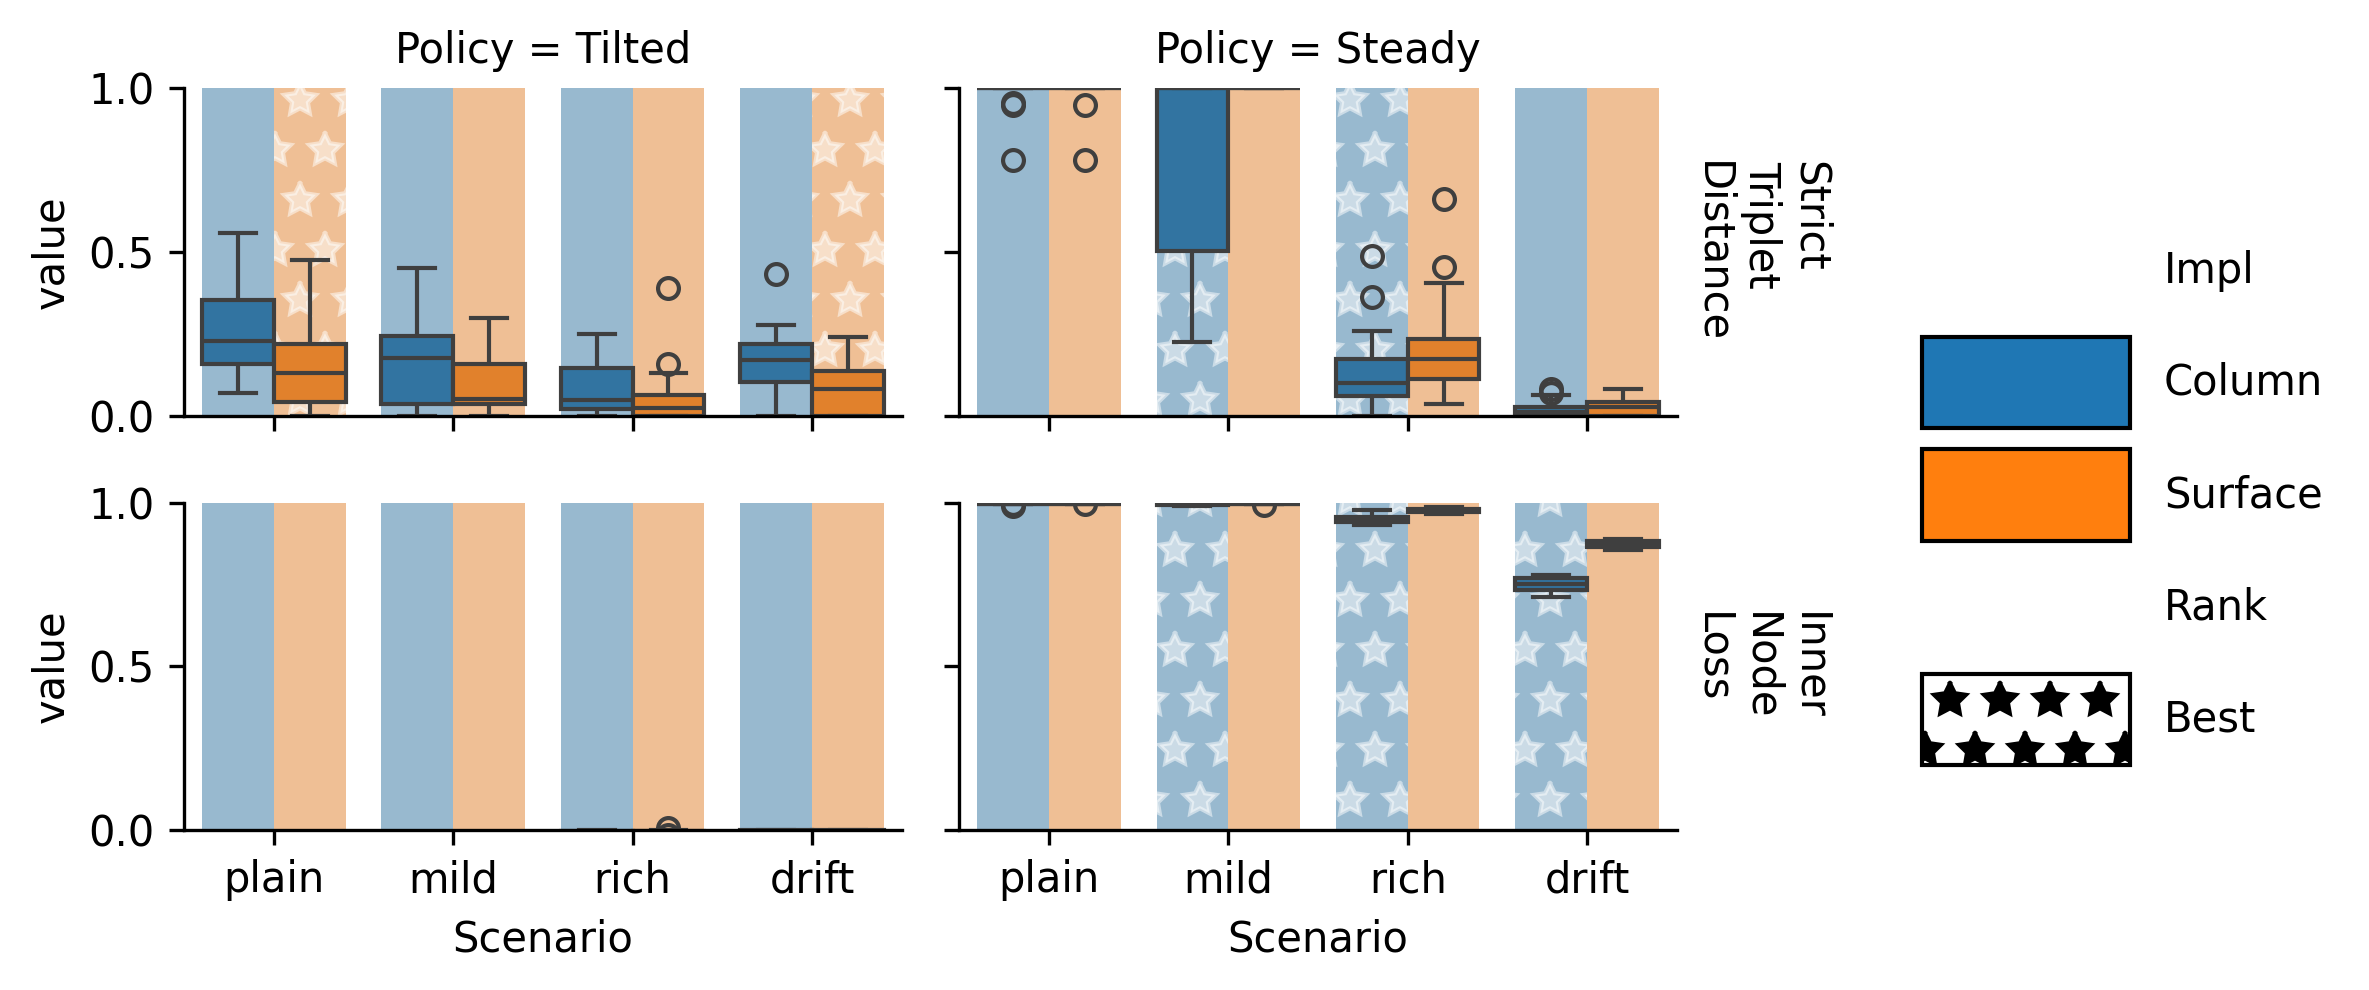 Policy = Tilted
Policy = Steady
1.0
0.5
0.0
value
Strict
Triplet
Distance
1.0
0.5
0.0
value
Inner
Node
Loss
plain
mild
rich
drift
plain
mild
rich
drift
Scenario
Scenario
Impl
Column
Surface
Rank
Best